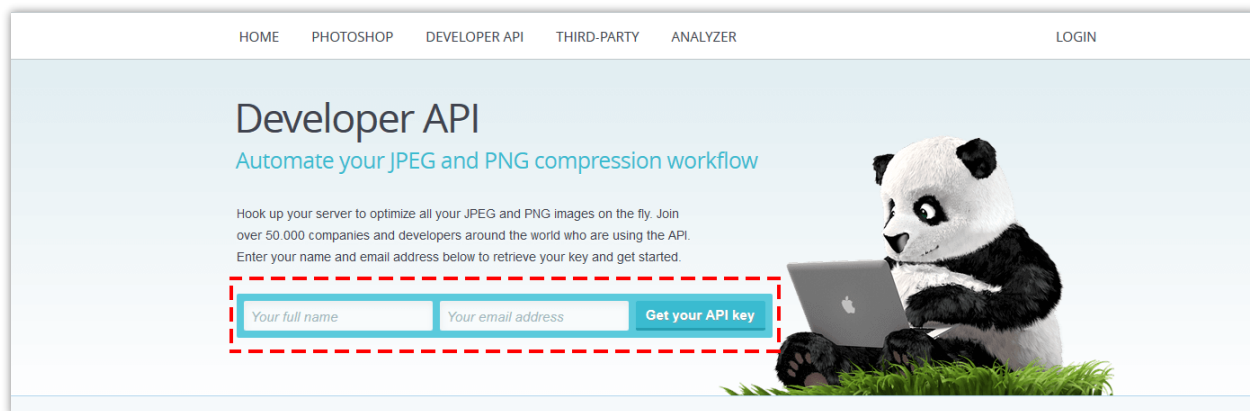 HOME PHOTOSHOP DEVELOPER API THIRD-PARTY ANALYZER LOGIN
Developer API
Automate your JPEG and PNG compression workflow
Hook up your server to optimize all your JPEG and PNG images on the fly. Join
over 50.000 companies and developers around the world who are using the API.
Enter your name and email address below to retrieve your key and get started.
Your full name Your email address Get your API key